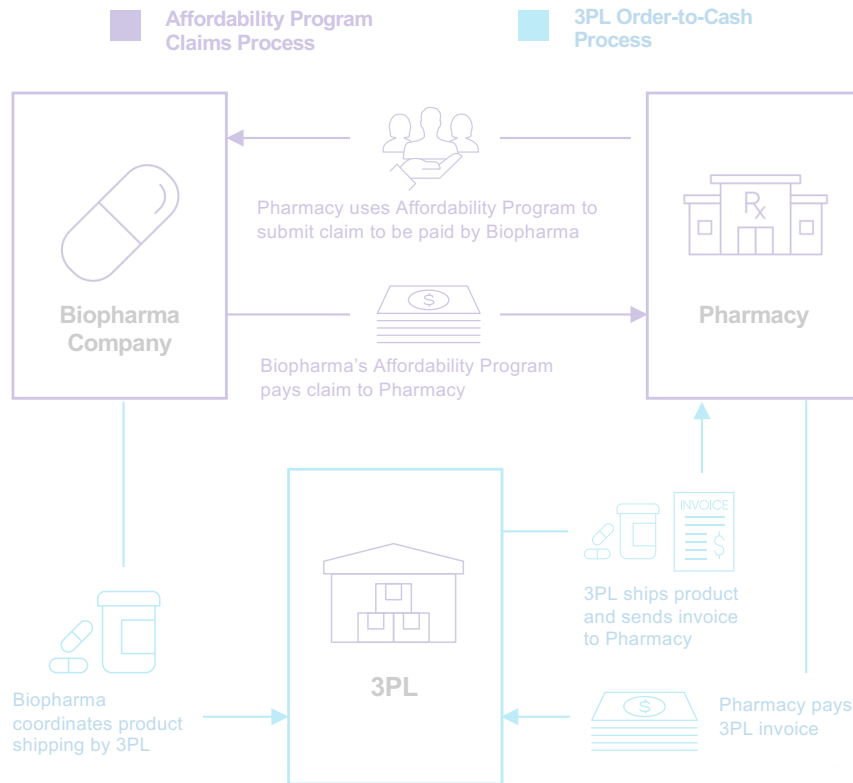 Affordability Program
Claims Process
3PL Order-to-Cash
Process
Pharmacy uses Affordability Program to
submit claim to be paid by Biopharma
Rx
$
Biopharma
Company
Pharmacy
Biopharma’s Affordability Program
pays claim to Pharmacy
INVOICE
$
3PL ships product
and sends invoice
to Pharmacy
3PL
Biopharma
coordinates product
shipping by 3PL
$
Pharmacy pays
3PL invoice